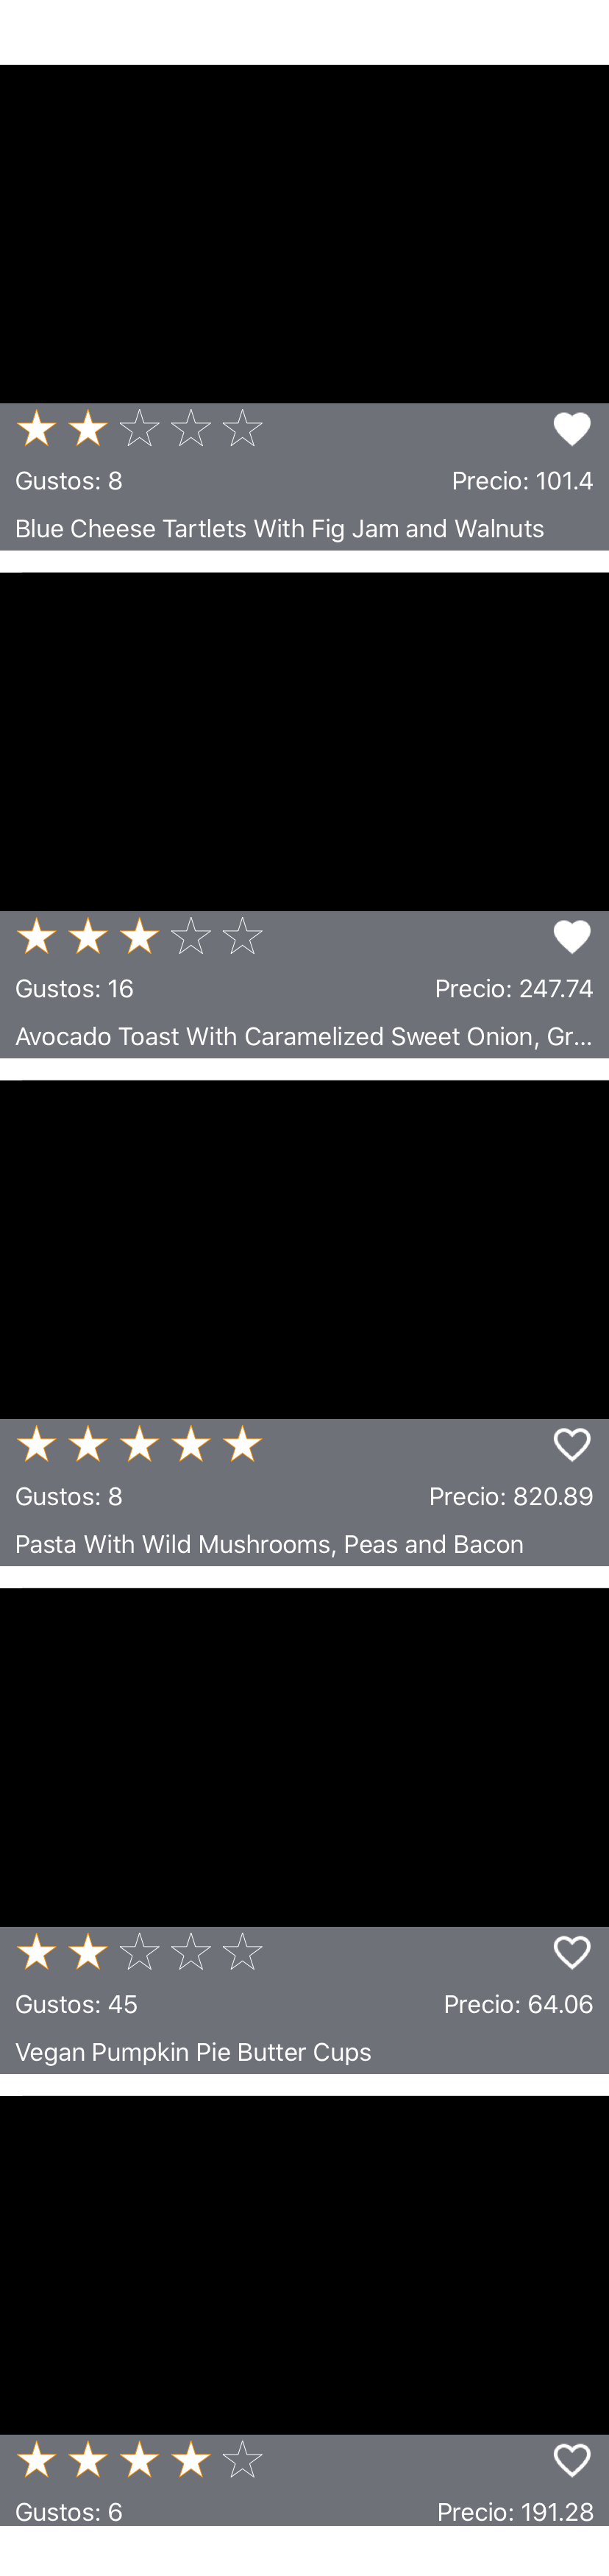 Gustos: 8 Precio: 101.4
Blue Cheese Tartlets With Fig Jam and Walnuts
Gustos: 16 Precio: 247.74
Avocado Toast With Caramelized Sweet Onion, Gr...
Gustos: 8 Precio: 820.89
Pasta With Wild Mushrooms, Peas and Bacon
Gustos: 45 Precio: 64.06
Vegan Pumpkin Pie Butter Cups
Gustos: 6 Precio: 191.28